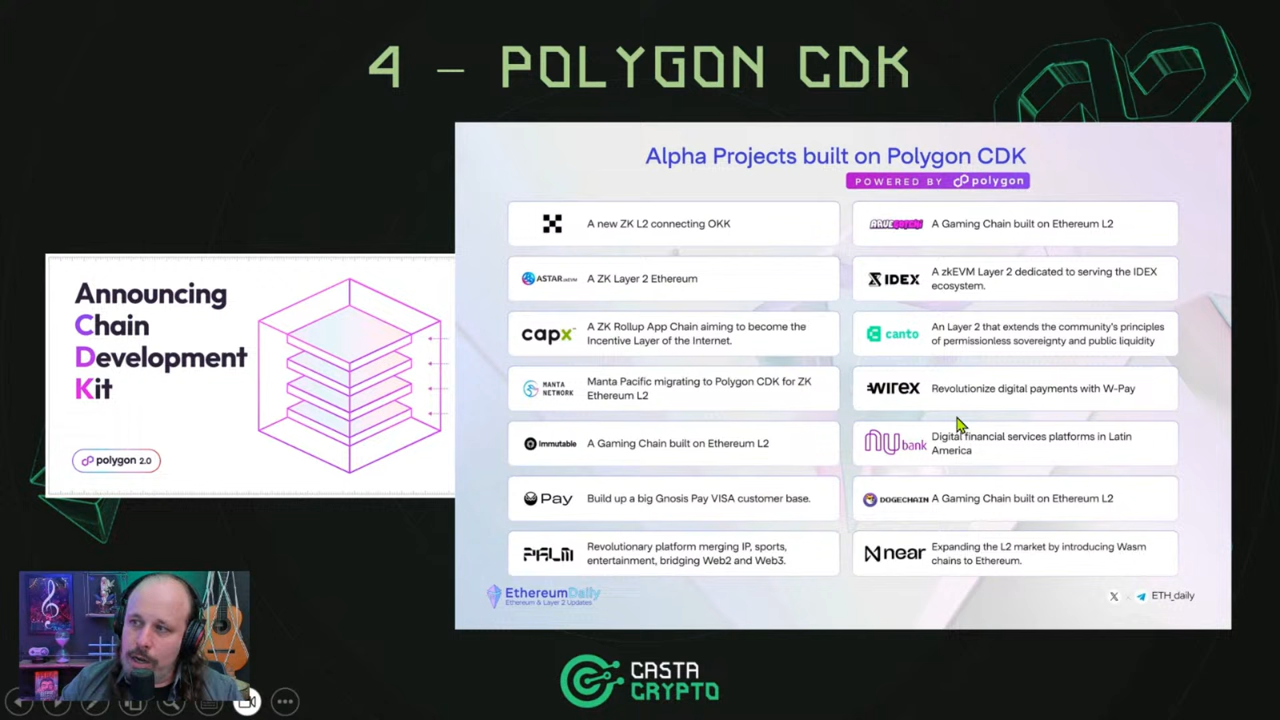 4 - POLYGON CDK
Announcing
Chain
Development
Kit
polygon 2.0
Alpha Projects built on Polygon CDK
POWERED BY polygon
A new ZK L2 connecting OKK
ASTAR
A ZK Layer 2 Ethereum
capx
A ZK Rollup App Chain aiming to become the
Incentive Layer of the Internet.
MANTA
NETWORK
Manta Pacific migrating to Polygon CDK for ZK
Ethereum L2
Immutable
A Gaming Chain built on Ethereum L2
Pay
Build up a big Gnosis Pay VISA customer base.
PALM
Revolutionary platform merging IP, sports,
entertainment, bridging Web2 and Web3.
A Gaming Chain built on Ethereum L2
IDEX
A zkEVM Layer 2 dedicated to serving the IDEX
ecosystem.
canto
An Layer 2 that extends the community's principles
of permissionless sovereignty and public liquidity
WIREX
Revolutionize digital payments with W-Pay
nu bank
Digital financial services platforms in Latin
America
DOGECHAIN
A Gaming Chain built on Ethereum L2
near
Expanding the L2 market by introducing Wasm
chains to Ethereum.
EthereumDaily
Ethereum & Layer 2 Updates
X
ETH_daily
CASTA
CRYPTO